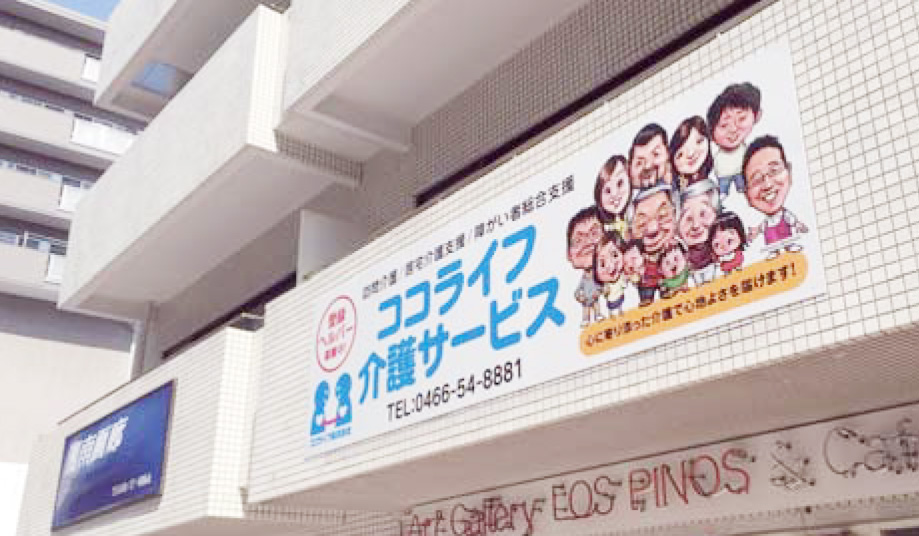 訪問介護/居宅介護支援/障がい者総合支援
登録
ヘルパー
募集中!
ココライフ
介護サービス
TEL:0466-54-8881
心に寄り添った介護で心地よさを届けます!
Art Gallery EOS PINOS &